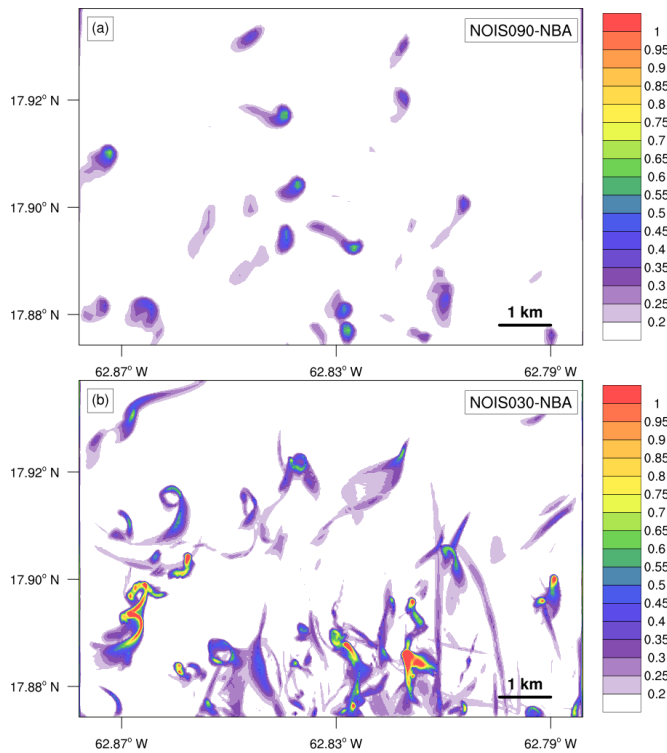 (a)
NOIS090-NBA
17.92° N
17.90° N
17.88° N
1 km
62.87° W
62.83° W
62.79° W
1
0.95
0.9
0.85
0.8
0.75
0.7
0.65
0.6
0.55
0.5
0.45
0.4
0.35
0.3
0.25
0.2
(b)
NOIS030-NBA
17.92° N
17.90° N
17.88° N
1 km
62.87° W
62.83° W
62.79° W
1
0.95
0.9
0.85
0.8
0.75
0.7
0.65
0.6
0.55
0.5
0.45
0.4
0.35
0.3
0.25
0.2